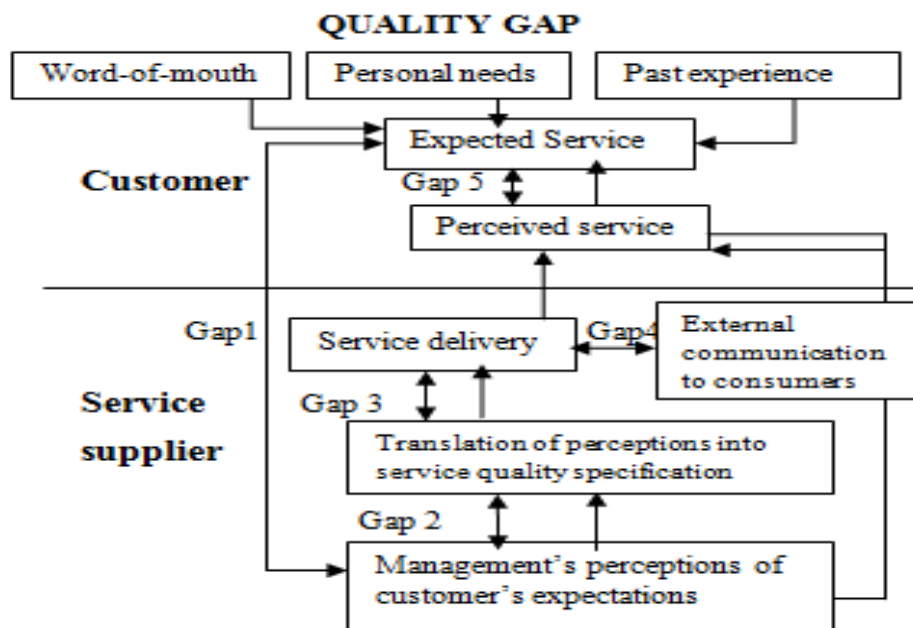 QUALITY GAP
Word-of-mouth
Personal needs
Past experience
Expected Service
Customer
Gap 5
Perceived service
Gap1
Service delivery
Gap4
External
communication
to consumers
Gap 3
Service
supplier
Translation of perceptions into
service quality specification
Gap 2
Management’s perceptions of
customer’s expectations